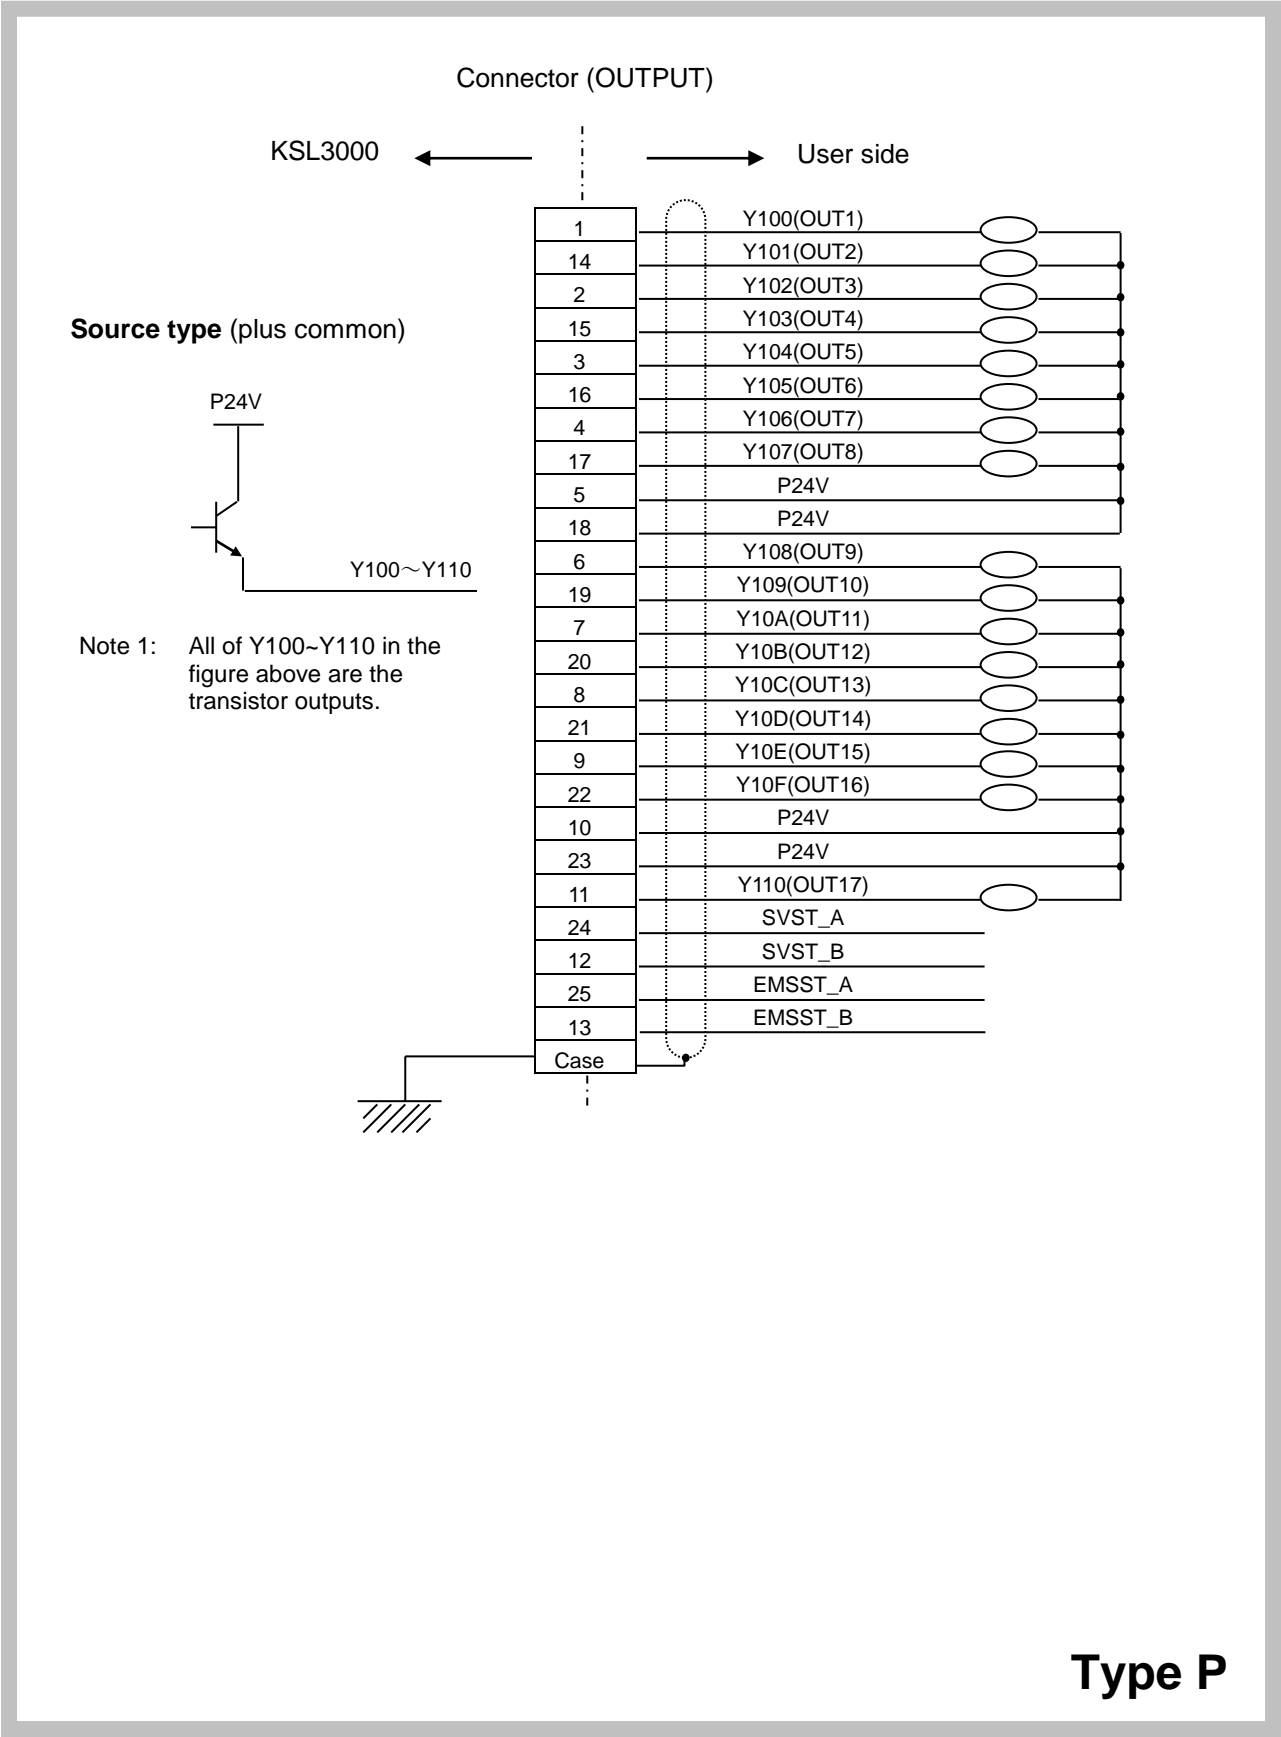 Connector (OUTPUT)
KSL3000
User side
Source type (plus common)
P24V
Y100～Y110
Note 1: All of Y100~Y110 in the
figure above are the
transistor outputs.
1 Y100(OUT1)
14 Y101(OUT2)
2 Y102(OUT3)
15 Y103(OUT4)
3 Y104(OUT5)
16 Y105(OUT6)
4 Y106(OUT7)
17 Y107(OUT8)
5 P24V
18 P24V
6 Y108(OUT9)
19 Y109(OUT10)
7 Y10A(OUT11)
20 Y10B(OUT12)
8 Y10C(OUT13)
21 Y10D(OUT14)
9 Y10E(OUT15)
22 Y10F(OUT16)
10 P24V
23 P24V
11 Y110(OUT17)
24 SVST_A
12 SVST_B
25 EMSST_A
13 EMSST_B
Case
Type P